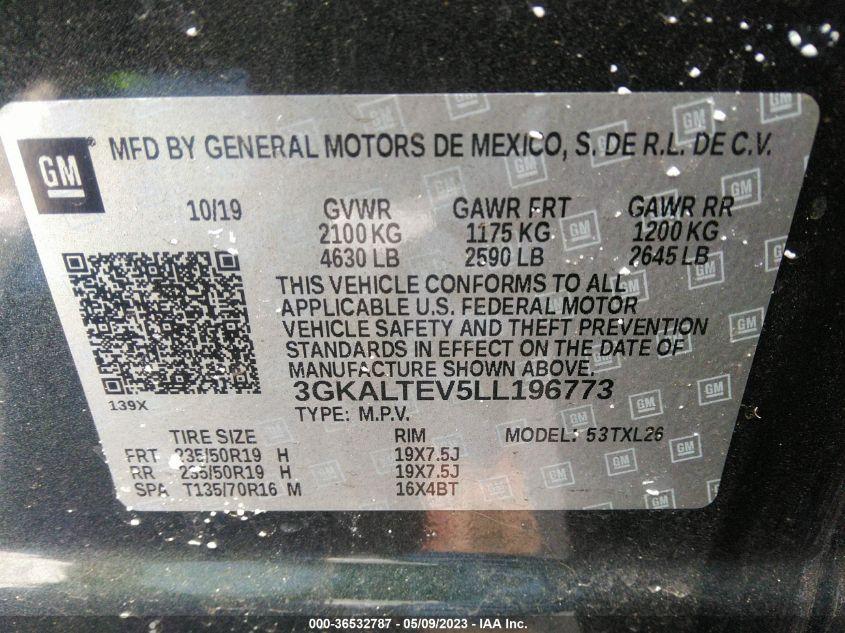 GM
MFD BY GENERAL MOTORS DE MEXICO, S. DE R.L. DE C.V.
10/19 GVWR GAWR FRT GAWR RR
2100 KG 1175 KG 1200 KG
4630 LB 2590 LB 2645 LB
THIS VEHICLE CONFORMS TO ALL
APPLICABLE U.S. FEDERAL MOTOR
VEHICLE SAFETY AND THEFT PREVENTION
STANDARDS IN EFFECT ON THE DATE OF
MANUFACTURE SHOWN ABOVE.
139X 3GKALTEV5LL196773
TYPE: M.P.V.
TIRE SIZE RIM MODEL: 53TXL26
FRT 235/50R19 H 19X7.5J
RR 235/50R19 H 19X7.5J
SPA T135/70R16 M 16X4BT
000-36532787 - 05/09/2023 - IAA Inc.